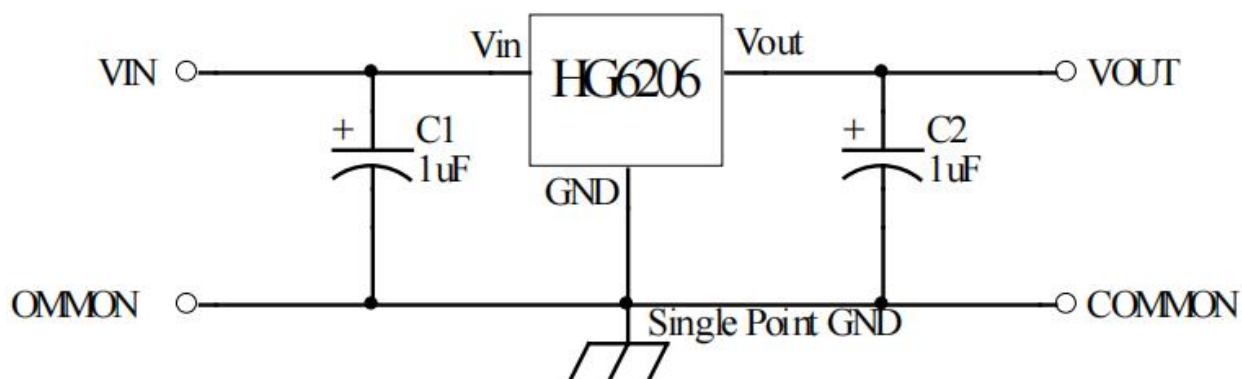 VIN
Vin
HG6206
Vout
VOUT
+
C1
1uF
+
C2
1uF
GND
OMMON
COMMON
Single Point GND